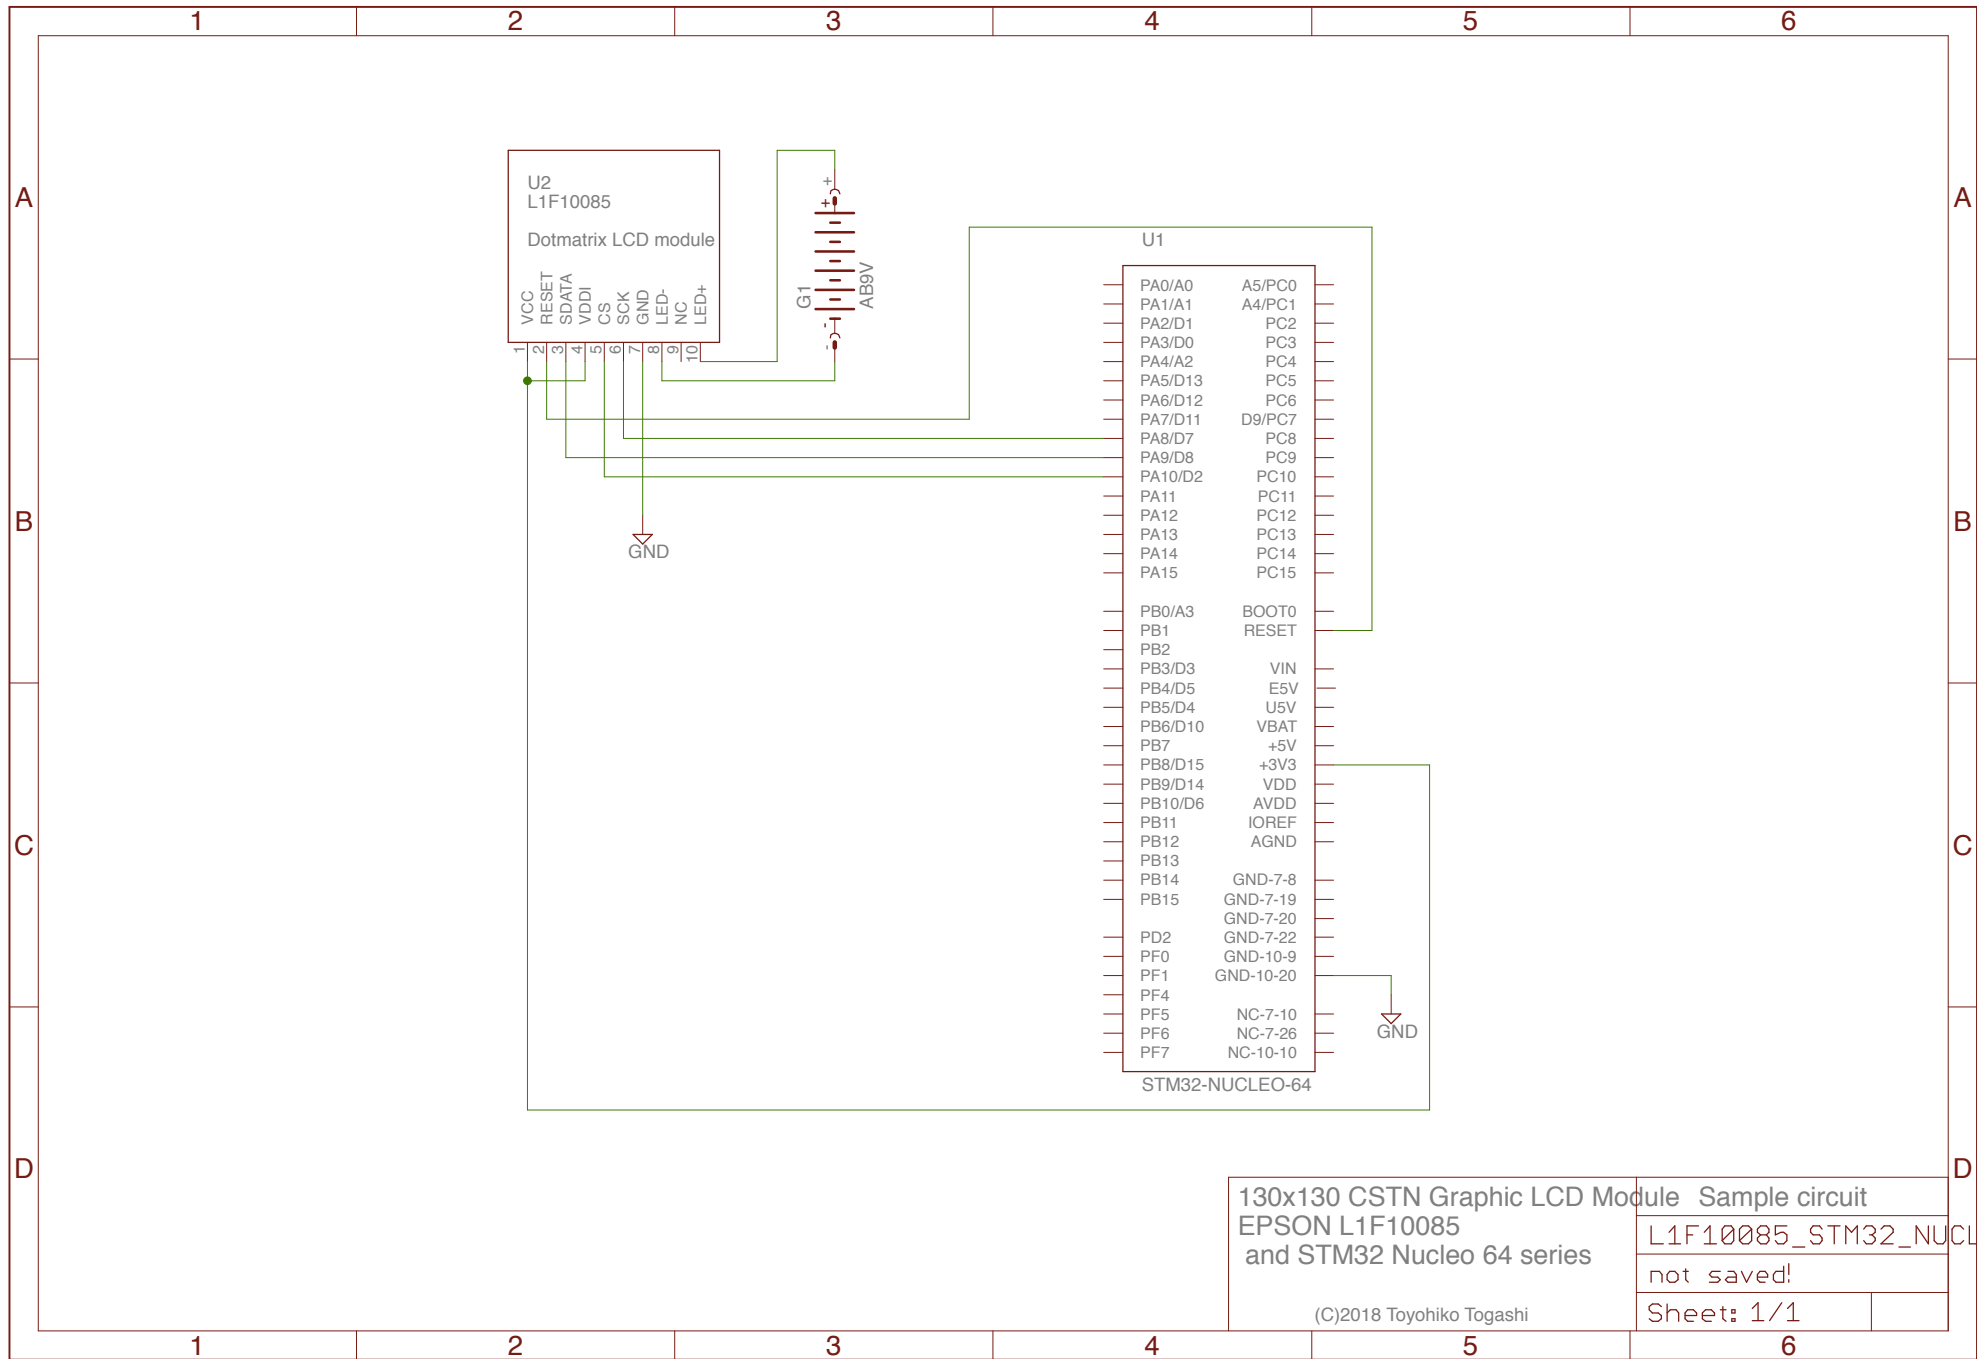 1 2 3 4 5 6
A A
B B
C C
D D
U2
L1F10085
Dotmatrix LCD module
VCC
RESET
SDATA
VDDI
CS
SCK
GND
LED-
NC
LED+
1
2
3
4
5
6
7
8
9
10
+
+
-
-
G1
AB9V
GND
U1
PA0/A0 A5/PC0
PA1/A1 A4/PC1
PA2/D1 PC2
PA3/D0 PC3
PA4/A2 PC4
PA5/D13 PC5
PA6/D12 PC6
PA7/D11 D9/PC7
PA8/D7 PC8
PA9/D8 PC9
PA10/D2 PC10
PA11 PC11
PA12 PC12
PA13 PC13
PA14 PC14
PA15 PC15
PB0/A3 BOOT0
PB1 RESET
PB2
PB3/D3 VIN
PB4/D5 E5V
PB5/D4 U5V
PB6/D10 VBAT
PB7 +5V
PB8/D15 +3V3
PB9/D14 VDD
PB10/D6 AVDD
PB11 IOREF
PB12 AGND
PB13
PB14 GND-7-8
PB15 GND-7-19
GND-7-20
PD2 GND-7-22
PF0 GND-10-9
PF1 GND-10-20
PF4
PF5 NC-7-10
PF6 NC-7-26
PF7 NC-10-10
STM32-NUCLEO-64
GND
130x130 CSTN Graphic LCD Module Sample circuit
EPSON L1F10085
and STM32 Nucleo 64 series
(C)2018 Toyohiko Togashi
L1F10085_STM32_NUCL
not saved!
Sheet: 1/1
1 2 3 4 5 6